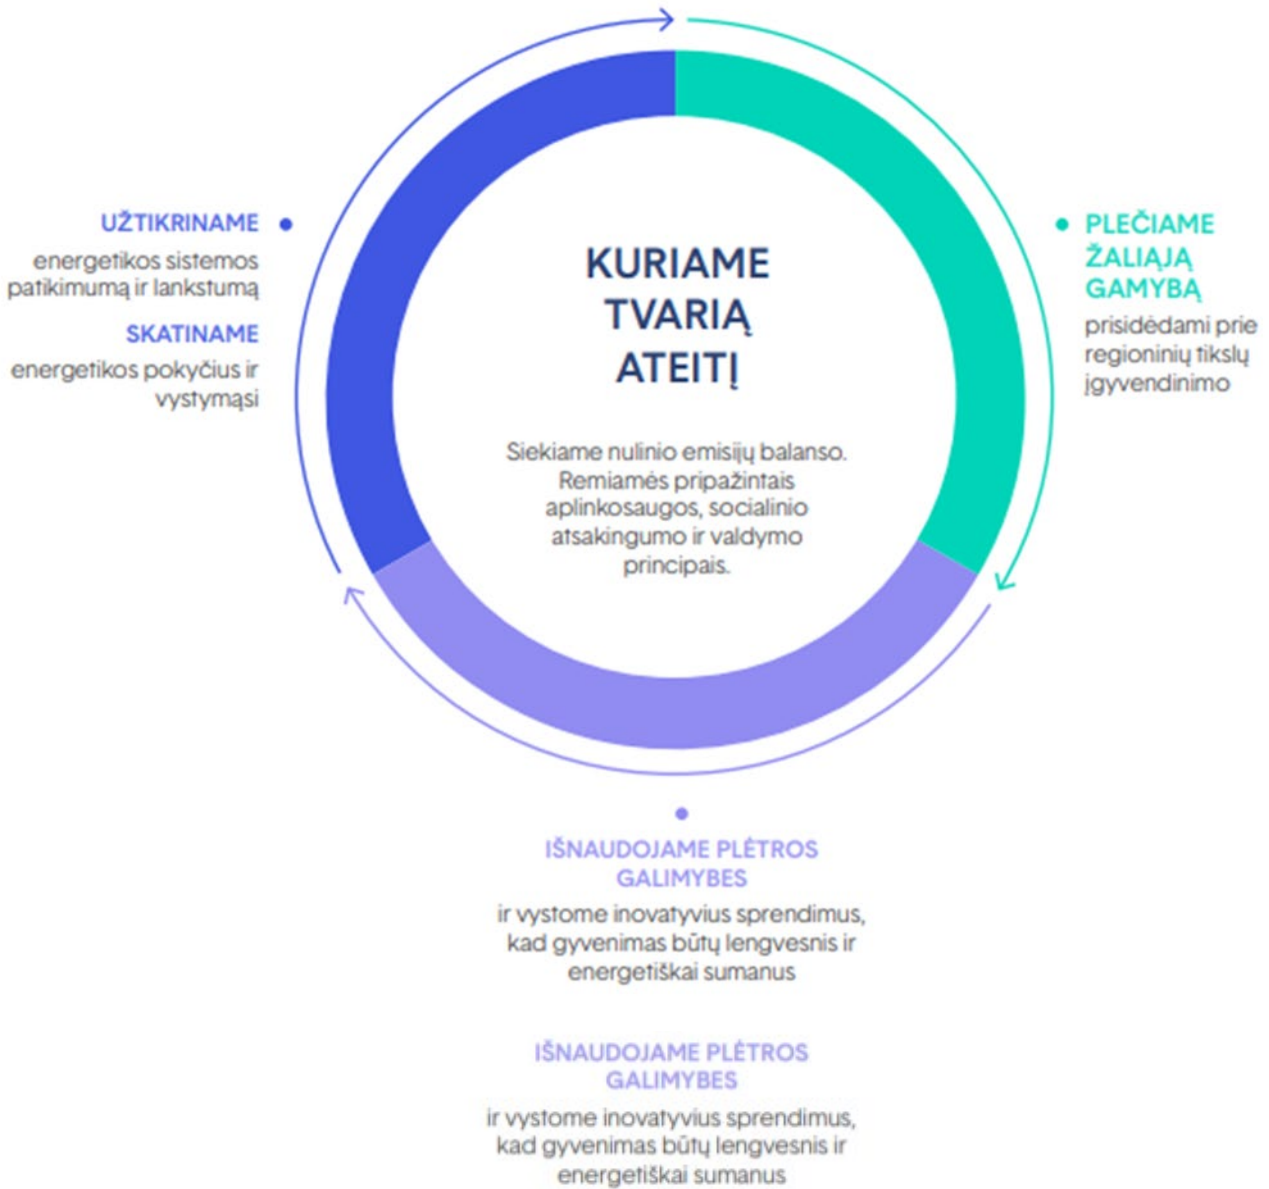 UŽTIKRINAME
energetikos sistemos
patikimumą ir lankstumą
SKATINAME
energetikos pokyčius ir
vystymąsi
KURIAME
TVARIĄ
ATEITĮ
Siekiame nulinio emisijų balanso.
Remiamės pripažintais
aplinkosaugos, socialinio
atsakingumo ir valdymo
principais.
PLEČIAME
ŽALIĄJĄ
GAMYBĄ
prisidėdami prie
regioninių tikslų
įgyvendinimo
IŠNAUDOJAME PLĖTROS
GALIMYBES
ir vystome inovatyvius sprendimus,
kad gyvenimas būtų lengvesnis ir
energetiškai sumanus
IŠNAUDOJAME PLĖTROS
GALIMYBES
ir vystome inovatyvius sprendimus,
kad gyvenimas būtų lengvesnis ir
energetiškai sumanus